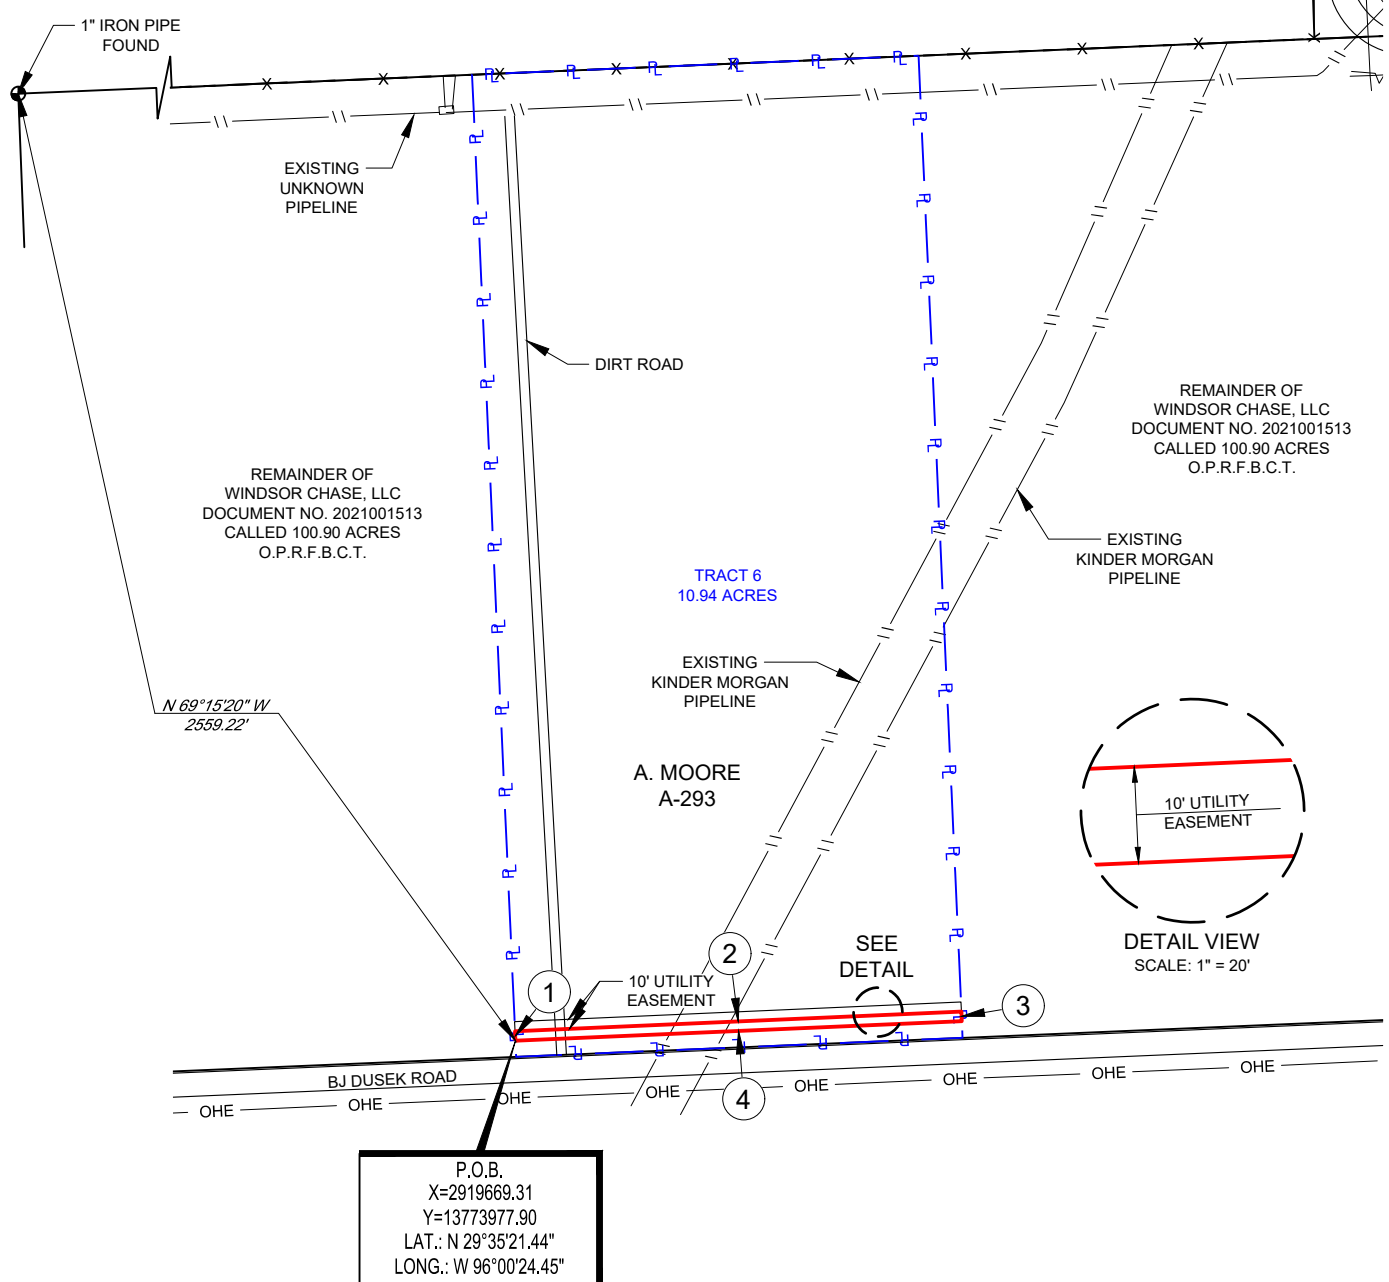 1" IRON PIPE
FOUND
EXISTING
UNKNOWN
PIPELINE
DIRT ROAD
REMAINDER OF
WINDSOR CHASE, LLC
DOCUMENT NO. 2021001513
CALLED 100.90 ACRES
O.P.R.F.B.C.T.
REMAINDER OF
WINDSOR CHASE, LLC
DOCUMENT NO. 2021001513
CALLED 100.90 ACRES
O.P.R.F.B.C.T.
EXISTING
KINDER MORGAN
PIPELINE
TRACT 6
10.94 ACRES
EXISTING
KINDER MORGAN
PIPELINE
N 69°15'20" W
2559.22'
A. MOORE
A-293
10' UTILITY
EASEMENT
DETAIL VIEW
SCALE: 1" = 20'
SEE
DETAIL
1
2
3
4
10' UTILITY
EASEMENT
BJ DUSEK ROAD
OHE OHE OHE OHE OHE OHE OHE OHE
P.O.B.
X=2919669.31
Y=13773977.90
LAT.: N 29°35'21.44"
LONG.: W 96°00'24.45"